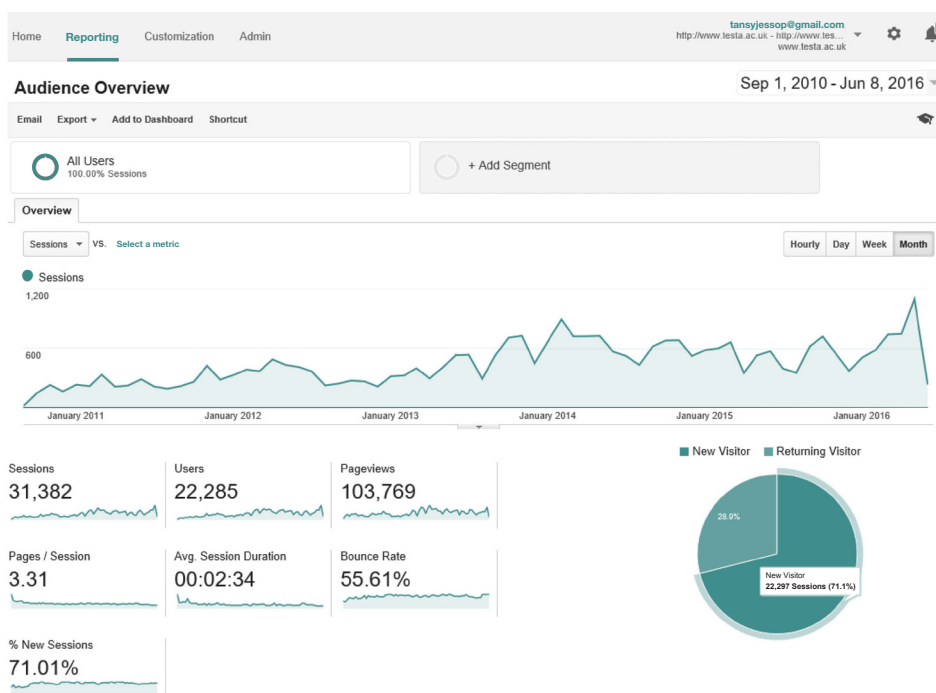 tansyjessop@gmail.com
Home Reporting Customization Admin
http://www.testa.ac.uk - http://www.tes...
www.testa.ac.uk
Audience Overview
Sep 1, 2010 - Jun 8, 2016
Email Export Add to Dashboard Shortcut
All Users
100.00% Sessions
+ Add Segment
Overview
Sessions VS. Select a metric
Hourly Day Week Month
Sessions
1,200
600
January 2011 January 2012 January 2013 January 2014 January 2015 January 2016
New Visitor Returning Visitor
Sessions Users Pageviews
31,382 22,285 103,769
28.9%
Pages / Session Avg. Session Duration Bounce Rate
3.31 00:02:34 55.61%
New Visitor
22,297 Sessions (71.1%)
% New Sessions
71.01%